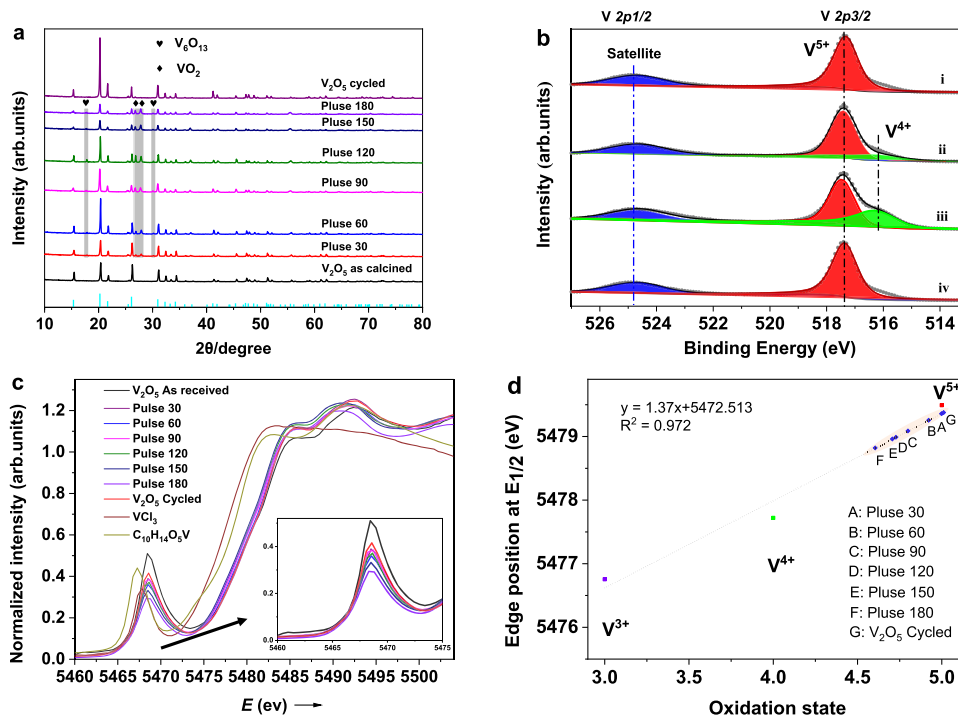 a
♥ V6O13
♦ VO2
V2O5 cycled
♥ ♦ ♦ ♥
Pluse 180
Pluse 150
Pluse 120
Pluse 90
Pluse 60
Pluse 30
V2O5 as calcined
Intensity (arb.units)
10 20 30 40 50 60 70 80
2θ/degree
V 2p1/2 V 2p3/2
b
Satellite
V5+
i
V4+
ii
iii
iv
Intensity (arb.units)
526 524 522 520 518 516 514
Binding Energy (eV)
c
V2O5 As received
Pulse 30
Pulse 60
Pulse 90
Pulse 120
Pulse 150
Pulse 180
V2O5 Cycled
VCl3
C10H14O5V
Normalized intensity (arb.units)
1.2
1.0
0.8
0.6
0.4
0.2
0.0
5460 5465 5470 5475 5480 5485 5490 5495 5500
E (ev)
0.4
0.2
0.0
5460 5465 5470 5475
d
y = 1.37x+5472.513
R2 = 0.972
V5+
B A G
D C
E
F
V4+
V3+
A: Pluse 30
B: Pluse 60
C: Pluse 90
D: Pluse 120
E: Pluse 150
F: Pluse 180
G: V2O5 Cycled
Edge position at E1/2 (eV)
5479
5478
5477
5476
3.0 3.5 4.0 4.5 5.0
Oxidation state